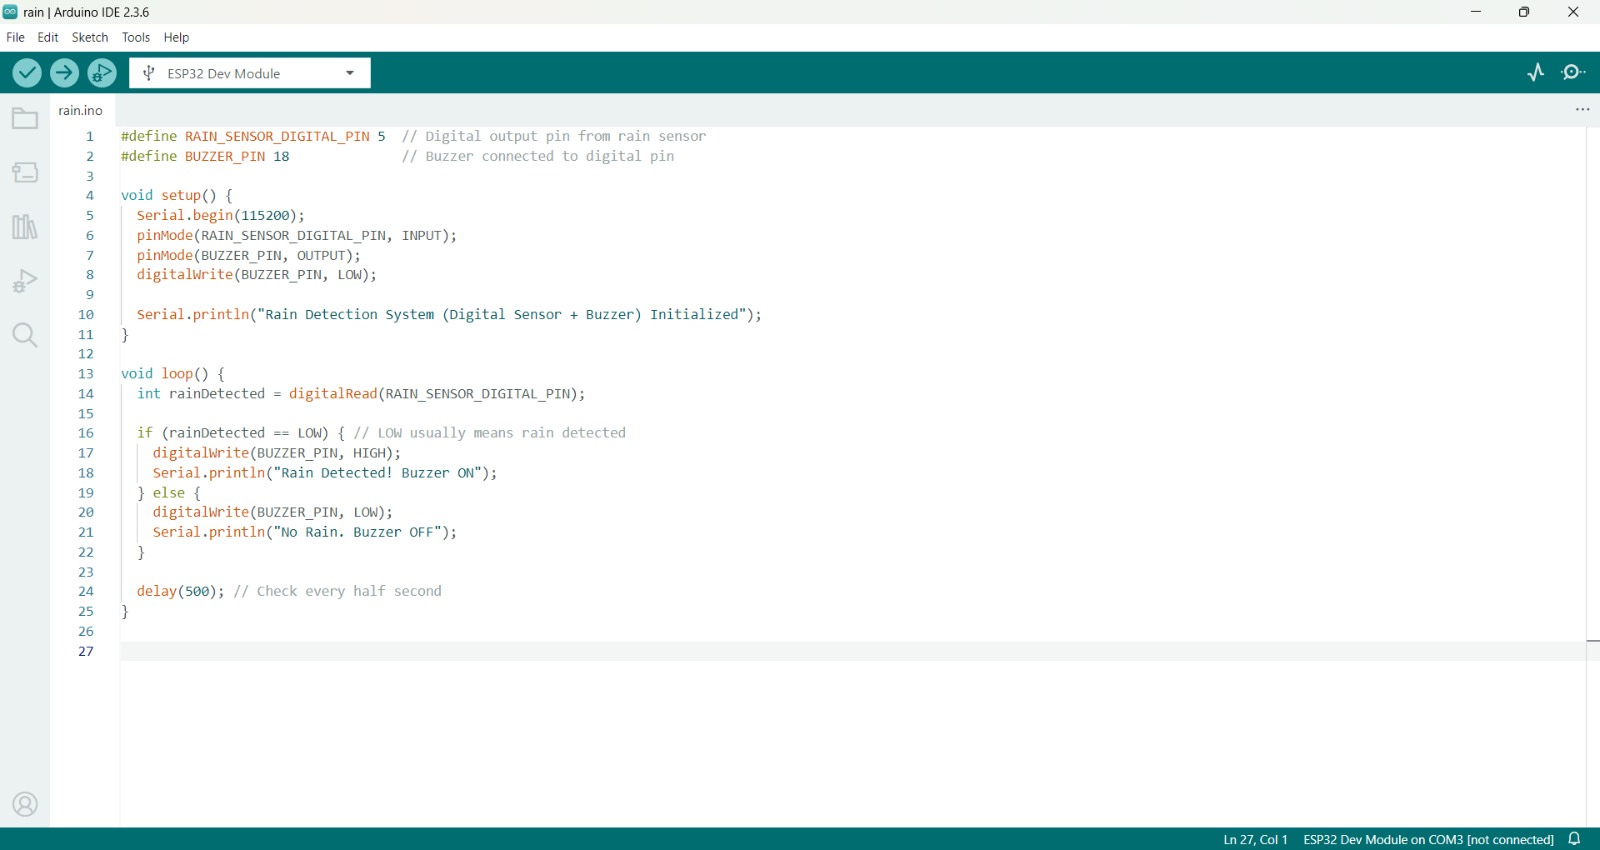 rain | Arduino IDE 2.3.6
File Edit Sketch Tools Help
ESP32 Dev Module
rain.ino
1 #define RAIN_SENSOR_DIGITAL_PIN 5 // Digital output pin from rain sensor
2 #define BUZZER_PIN 18 // Buzzer connected to digital pin
3
4 void setup() {
5 Serial.begin(115200);
6 pinMode(RAIN_SENSOR_DIGITAL_PIN, INPUT);
7 pinMode(BUZZER_PIN, OUTPUT);
8 digitalWrite(BUZZER_PIN, LOW);
9
10 Serial.println("Rain Detection System (Digital Sensor + Buzzer) Initialized");
11 }
12
13 void loop() {
14 int rainDetected = digitalRead(RAIN_SENSOR_DIGITAL_PIN);
15
16 if (rainDetected == LOW) { // LOW usually means rain detected
17 digitalWrite(BUZZER_PIN, HIGH);
18 Serial.println("Rain Detected! Buzzer ON");
19 } else {
20 digitalWrite(BUZZER_PIN, LOW);
21 Serial.println("No Rain. Buzzer OFF");
22 }
23
24 delay(500); // Check every half second
25 }
26
27
Ln 27, Col 1 ESP32 Dev Module on COM3 [not connected]